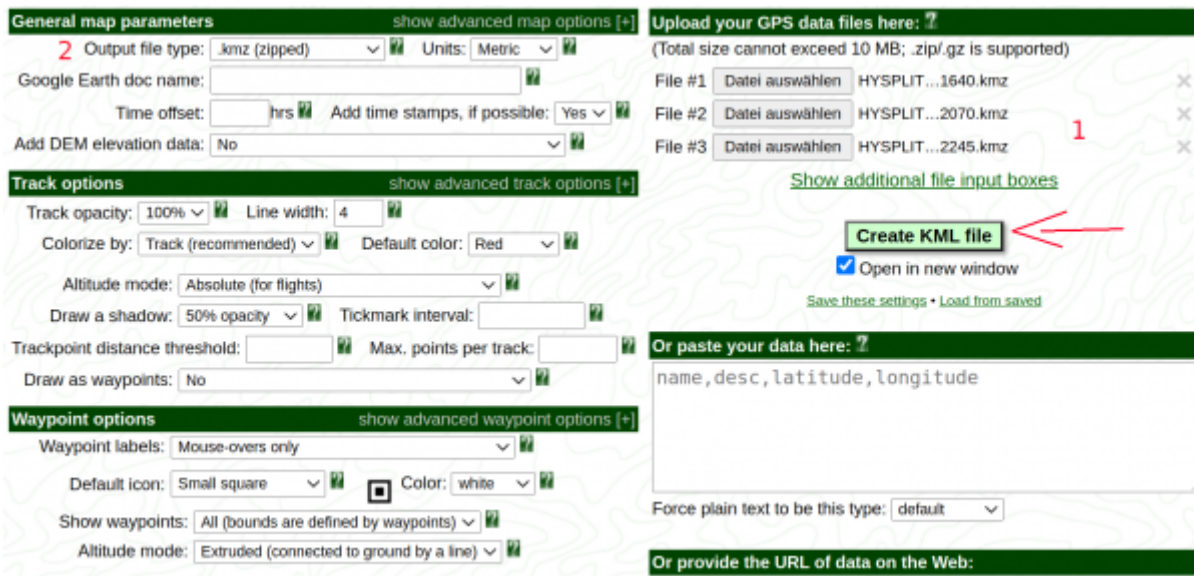 General map parameters show advanced map options [+]
2 Output file type: .kmz (zipped) Units: Metric
Google Earth doc name:
Time offset: hrs Add time stamps, if possible: Yes
Add DEM elevation data: No
Track options show advanced track options [+]
Track opacity: 100% Line width: 4
Colorize by: Track (recommended) Default color: Red
Altitude mode: Absolute (for flights)
Draw a shadow: 50% opacity Tickmark interval:
Trackpoint distance threshold: Max. points per track:
Draw as waypoints: No
Waypoint options show advanced waypoint options [+]
Waypoint labels: Mouse-overs only
Default icon: Small square Color: white
Show waypoints: All (bounds are defined by waypoints)
Altitude mode: Extruded (connected to ground by a line)
Upload your GPS data files here: ?
(Total size cannot exceed 10 MB; .zip/.gz is supported)
File #1 Datei auswählen HYSPLIT...1640.kmz
File #2 Datei auswählen HYSPLIT...2070.kmz
1
File #3 Datei auswählen HYSPLIT...2245.kmz
Show additional file input boxes
Create KML file
Open in new window
Save these settings • Load from saved
Or paste your data here: ?
name,desc,latitude,longitude
Force plain text to be this type: default
Or provide the URL of data on the Web: